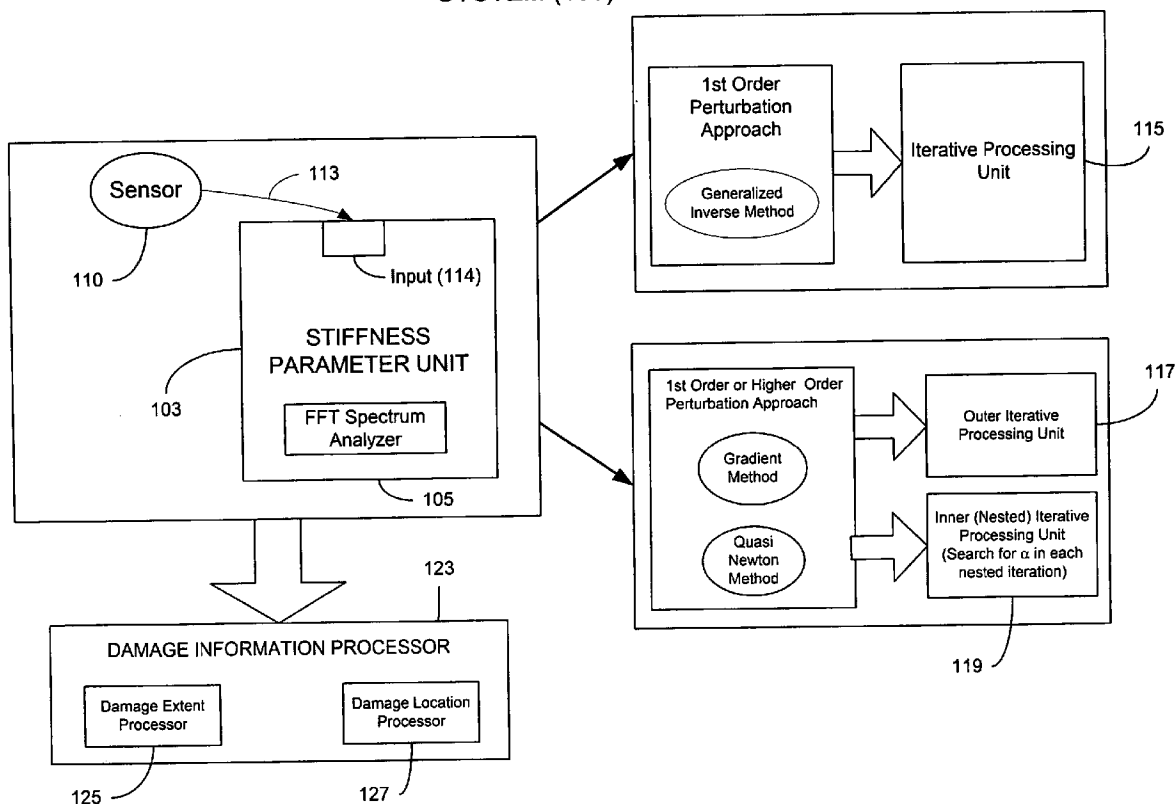 1st Order
Perturbation
Approach
Generalized
Inverse Method
Iterative Processing
Unit
115
Sensor
113
110
Input (114)
STIFFNESS
PARAMETER UNIT
103
FFT Spectrum
Analyzer
105
1st Order or Higher Order
Perturbation Approach
Gradient
Method
Quasi
Newton
Method
Outer Iterative
Processing Unit
117
Inner (Nested) Iterative
Processing Unit
(Search for α in each
nested iteration)
119
123
DAMAGE INFORMATION PROCESSOR
Damage Extent
Processor
Damage Location
Processor
125
127